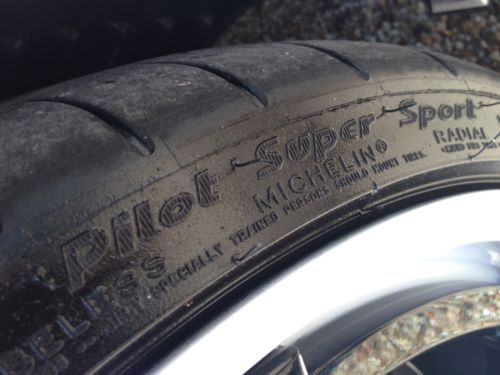 Pilot Super Sport
MICHELIN®
RADIAL
SPECIALLY TRAINED PERSONS SHOULD MOUNT TIRES.